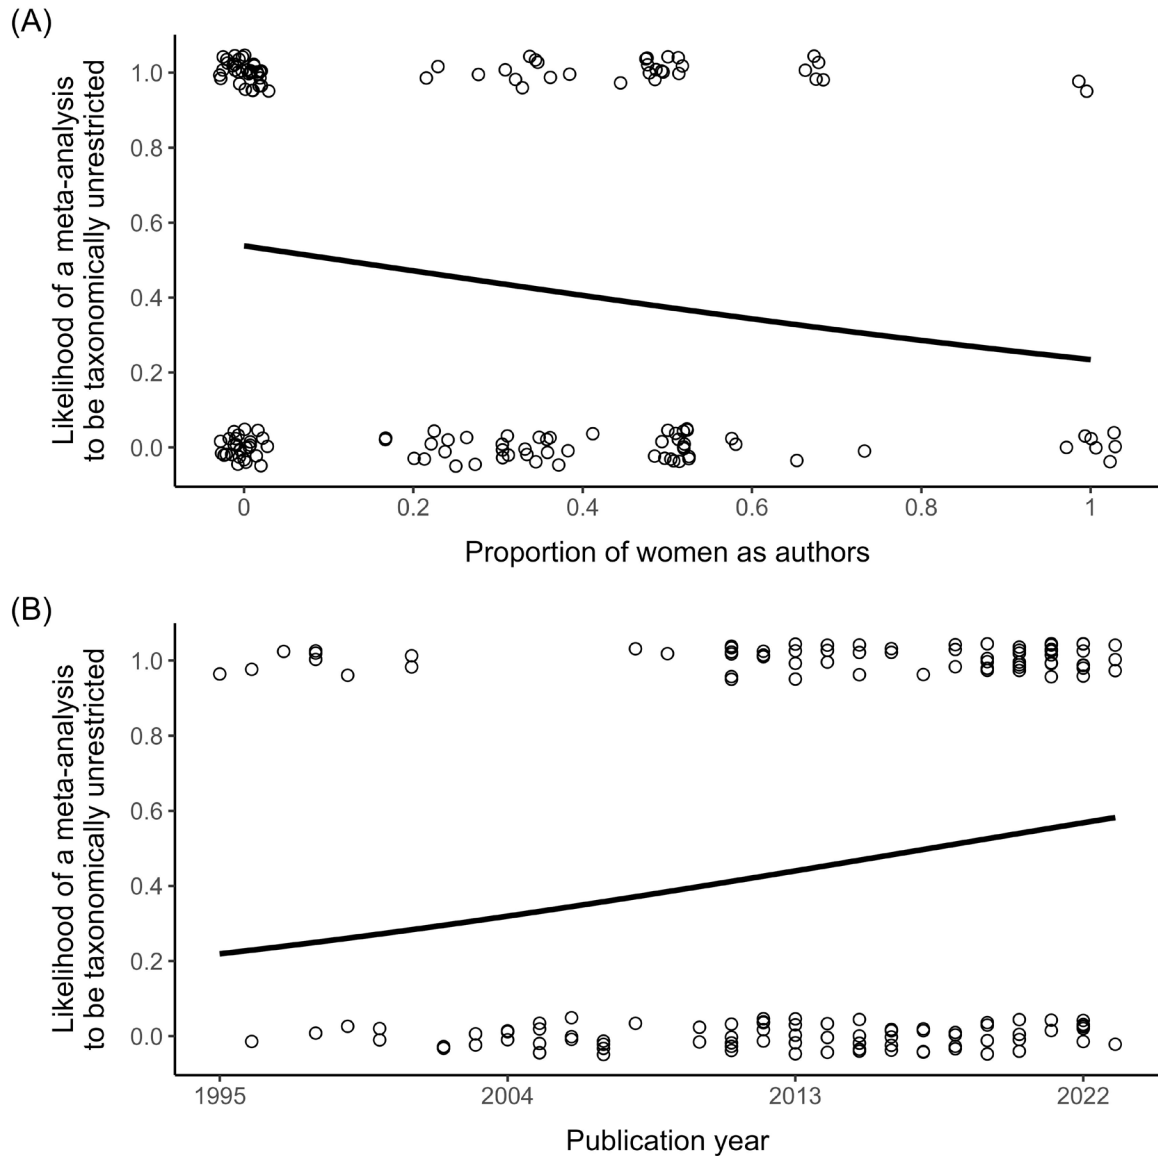 (A)
Likelihood of a meta-analysis
to be taxonomically unrestricted
1.0
0.8
0.6
0.4
0.2
0.0
0 0.2 0.4 0.6 0.8 1
Proportion of women as authors
(B)
Likelihood of a meta-analysis
to be taxonomically unrestricted
1.0
0.8
0.6
0.4
0.2
0.0
1995 2004 2013 2022
Publication year